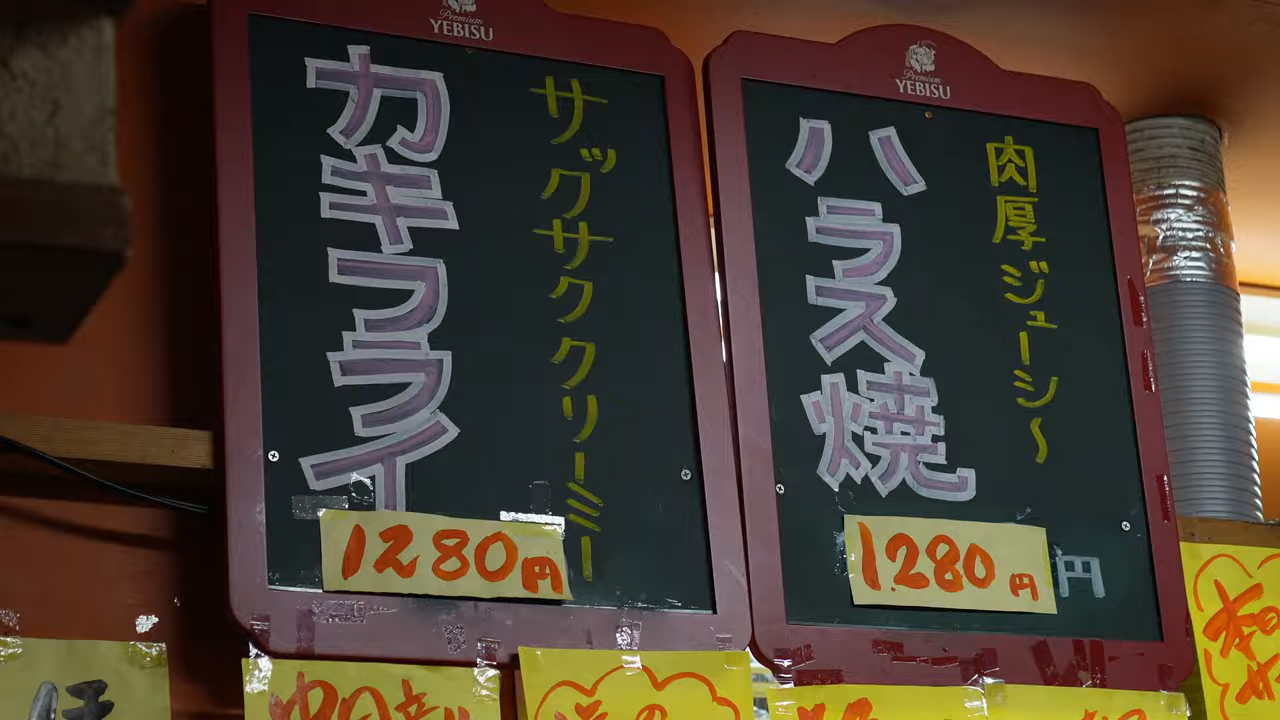 Premium
YEBISU
サックサククリーミー
カキフライ
1280円
Premium
YEBISU
肉厚ジューシ～
ハラス焼
1.280円
円